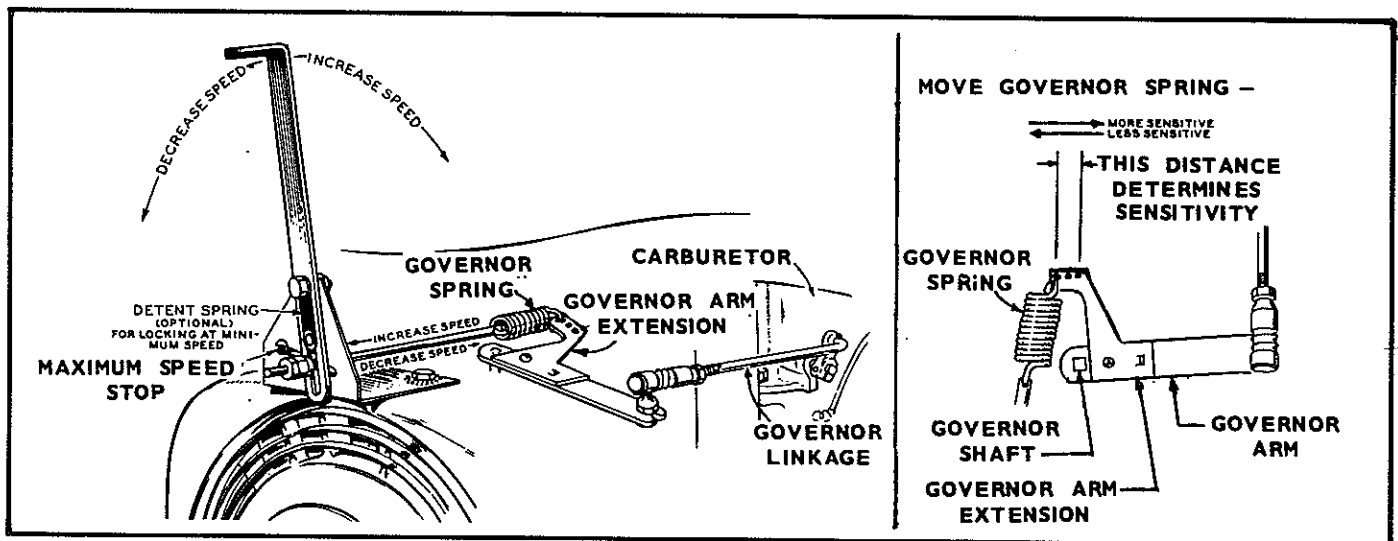 DECREASE SPEED
INCREASE SPEED
DETENT SPRING
(OPTIONAL)
FOR LOCKING AT MINI-
MUM SPEED
MAXIMUM SPEED
STOP
GOVERNOR
SPRING
INCREASE SPEED
DECREASE SPEED
GOVERNOR ARM
EXTENSION
CARBURETOR
GOVERNOR
LINKAGE
MOVE GOVERNOR SPRING –
MORE SENSITIVE
LESS SENSITIVE
THIS DISTANCE
DETERMINES
SENSITIVITY
GOVERNOR
SPRING
GOVERNOR
SHAFT
GOVERNOR ARM
EXTENSION
GOVERNOR
ARM